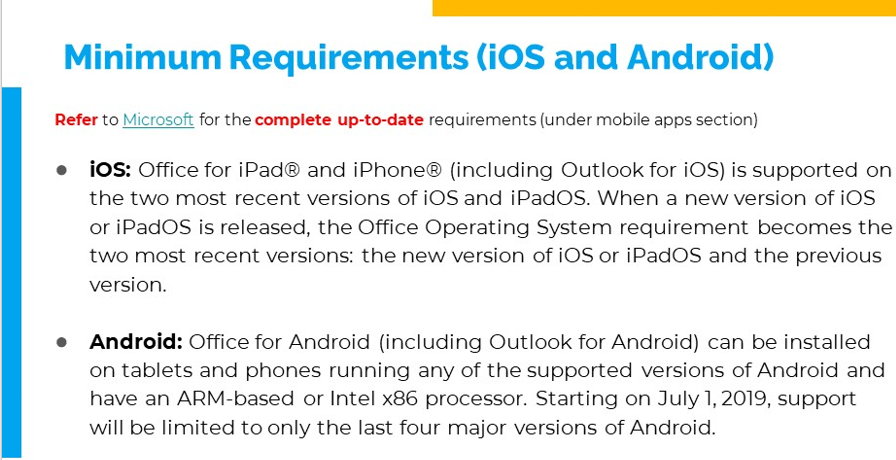 Minimum Requirements (iOS and Android)
Refer to Microsoft for the complete up-to-date requirements (under mobile apps section)
● iOS: Office for iPad® and iPhone® (including Outlook for iOS) is supported on
the two most recent versions of iOS and iPadOS. When a new version of iOS
or iPadOS is released, the Office Operating System requirement becomes the
two most recent versions: the new version of iOS or iPadOS and the previous
version.
● Android: Office for Android (including Outlook for Android) can be installed
on tablets and phones running any of the supported versions of Android and
have an ARM-based or Intel x86 processor. Starting on July 1, 2019, support
will be limited to only the last four major versions of Android.